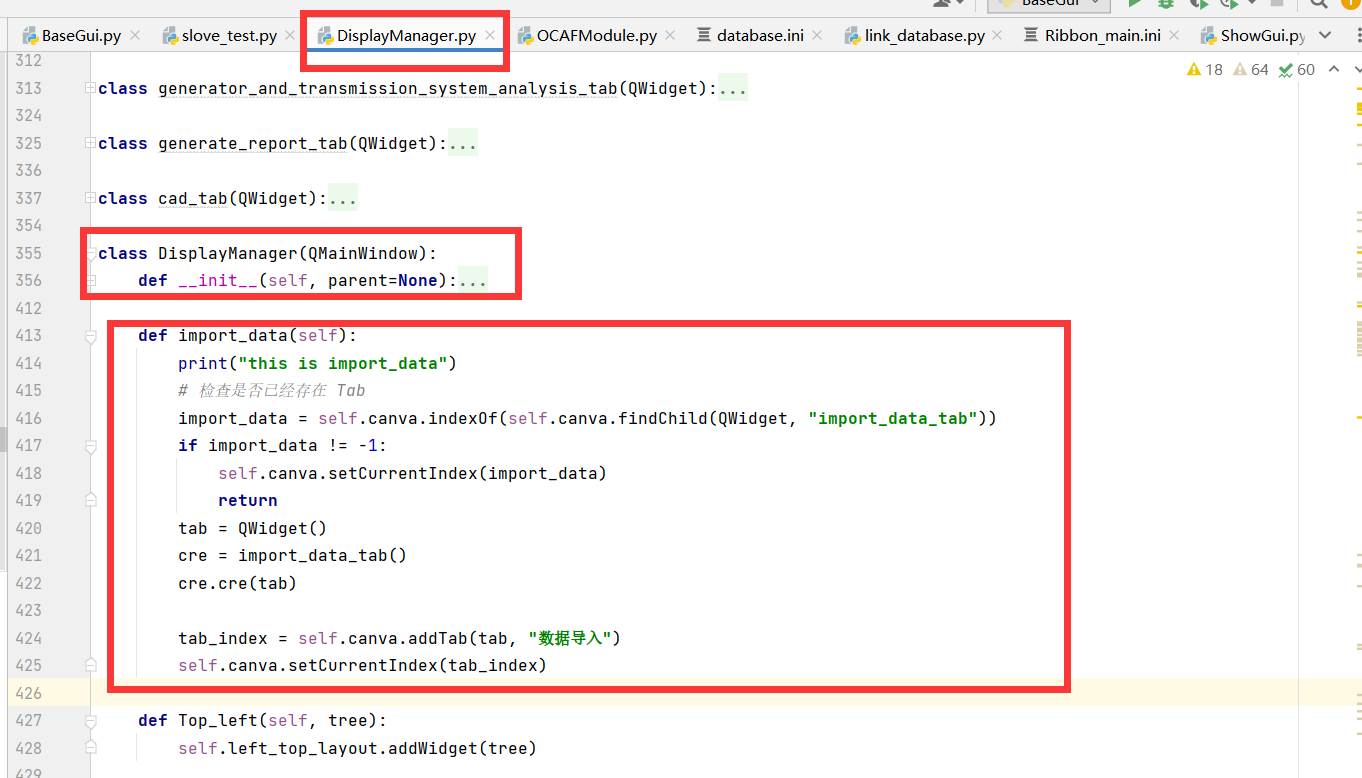 BaseGui
BaseGui.py slove_test.py DisplayManager.py OCAFModule.py database.ini link_database.py Ribbon_main.ini ShowGui.py
18 64 60
312
313 class generator_and_transmission_system_analysis_tab(QWidget):...
324
325 class generate_report_tab(QWidget):...
336
337 class cad_tab(QWidget):...
354
355 class DisplayManager(QMainWindow):
356 def __init__(self, parent=None):...
412
413 def import_data(self):
414 print("this is import_data")
415 # 检查是否已经存在 Tab
416 import_data = self.canva.indexOf(self.canva.findChild(QWidget, "import_data_tab"))
417 if import_data != -1:
418 self.canva.setCurrentIndex(import_data)
419 return
420 tab = QWidget()
421 cre = import_data_tab()
422 cre.cre(tab)
423
424 tab_index = self.canva.addTab(tab, "数据导入")
425 self.canva.setCurrentIndex(tab_index)
426
427 def Top_left(self, tree):
428 self.left_top_layout.addWidget(tree)
429